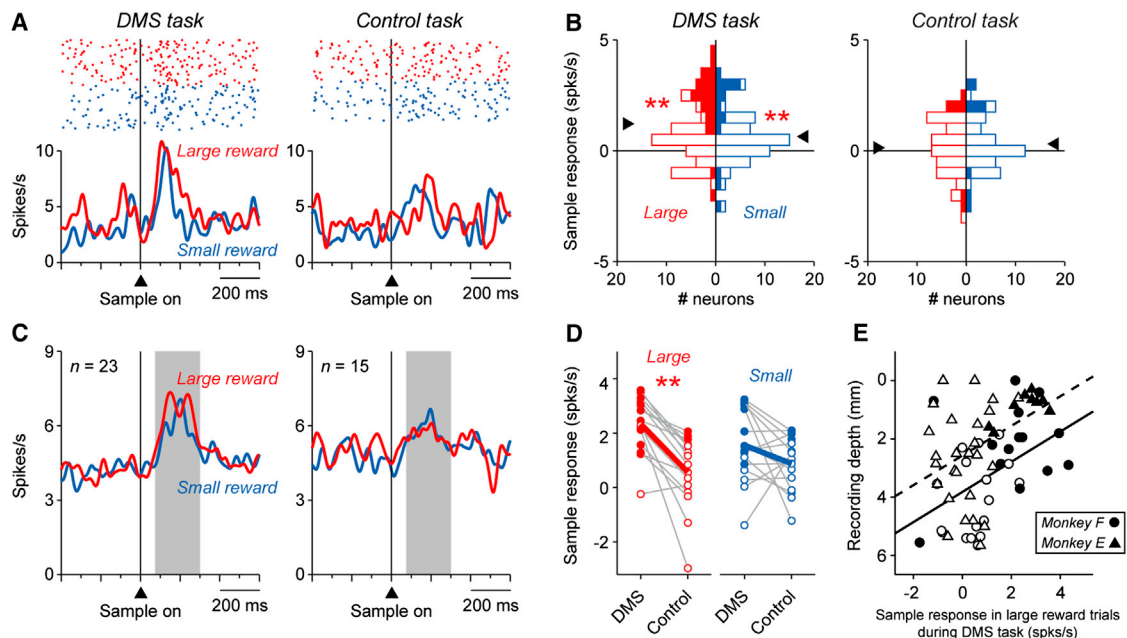 A
DMS task
Control task
10
5
0
Spikes/s
Large reward
Small reward
Sample on
200 ms
10
5
0
Sample on
200 ms
B
DMS task
Control task
5
0
-5
Sample response (spks/s)
**
**
Large
Small
20 10 0 10 20
# neurons
5
0
-5
20 10 0 10 20
# neurons
C
9
6
3
0
Spikes/s
n = 23
Large reward
Small reward
Sample on
200 ms
9
6
3
0
n = 15
Sample on
200 ms
D
Large
**
Small
4
2
0
-2
Sample response (spks/s)
DMS
Control
DMS
Control
E
0
2
4
6
Recording depth (mm)
Monkey F
Monkey E
-2 0 2 4
Sample response in large reward trials
during DMS task (spks/s)